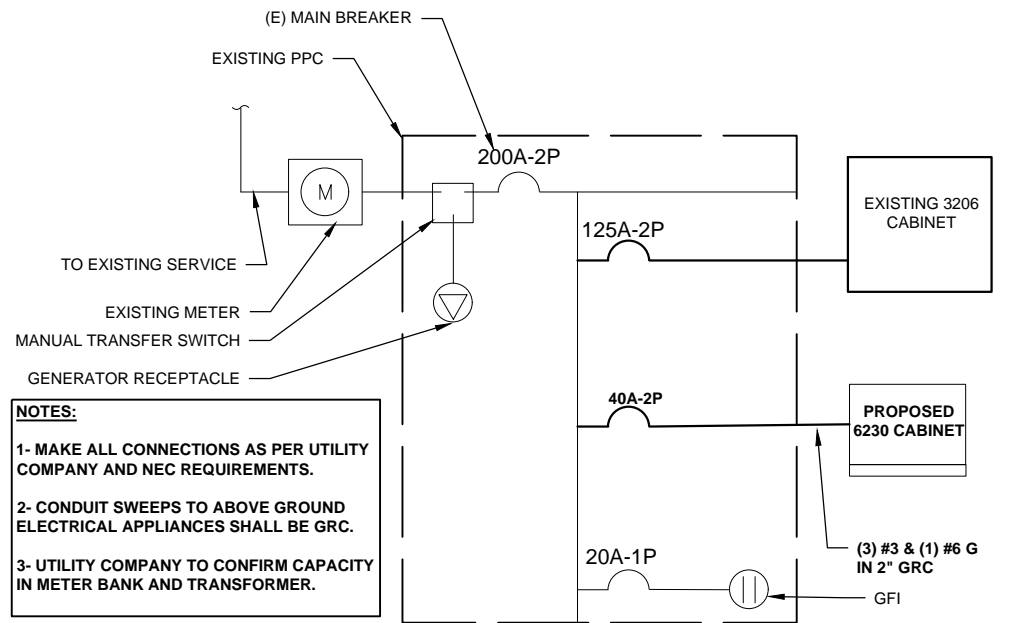 (E) MAIN BREAKER
EXISTING PPC
200A-2P
M
EXISTING 3206
CABINET
125A-2P
TO EXISTING SERVICE
EXISTING METER
MANUAL TRANSFER SWITCH
GENERATOR RECEPTACLE
40A-2P
PROPOSED
6230 CABINET
NOTES:
1- MAKE ALL CONNECTIONS AS PER UTILITY
COMPANY AND NEC REQUIREMENTS.
2- CONDUIT SWEEPS TO ABOVE GROUND
ELECTRICAL APPLIANCES SHALL BE GRC.
3- UTILITY COMPANY TO CONFIRM CAPACITY
IN METER BANK AND TRANSFORMER.
20A-1P
(3) #3 & (1) #6 G
IN 2" GRC
GFI